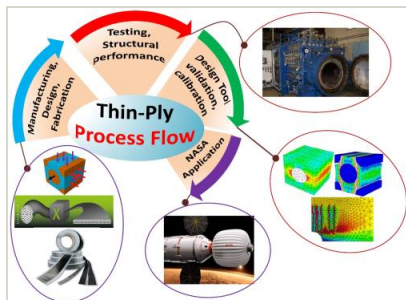 Manufacturing,
Design,
Fabrication
Testing,
Structural
performance
Design Tool
validation,
calibration
NASA
Application
Thin-Ply
Process Flow